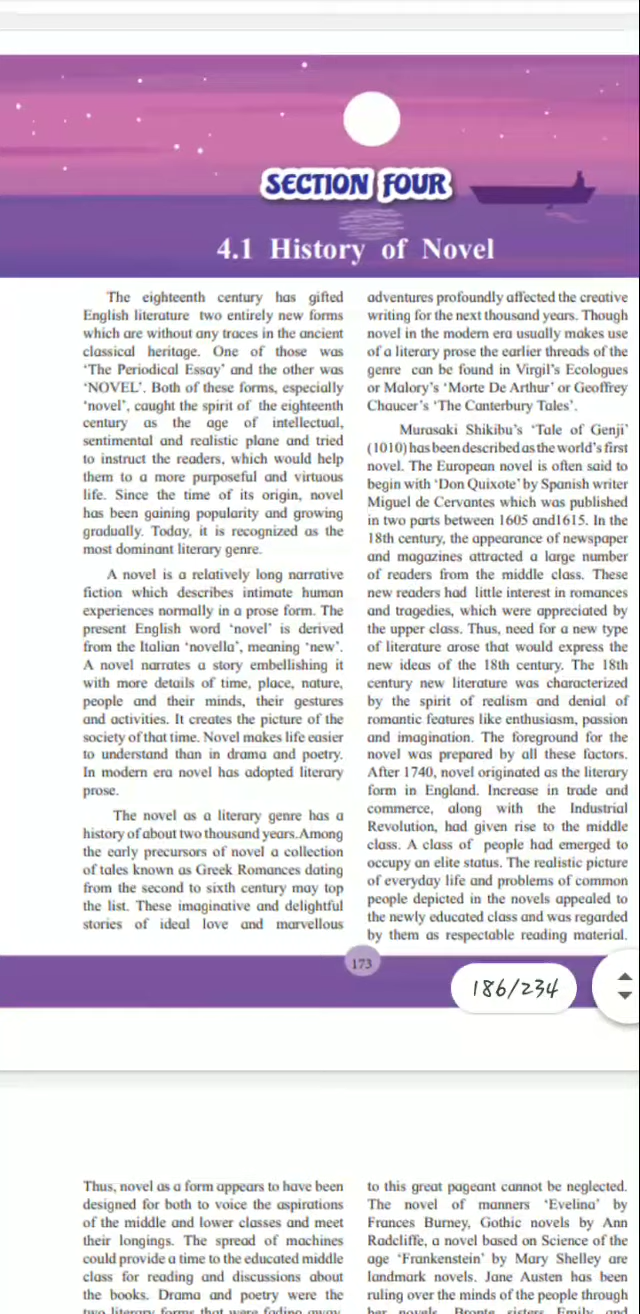 SECTION FOUR
4.1 History of Novel
The eighteenth century has gifted
English literature two entirely new forms
which are without any traces in the ancient
classical heritage. One of those was
'The Periodical Essay' and the other was
'NOVEL'. Both of these forms, especially
'novel', caught the spirit of the eighteenth
century as the age of intellectual,
sentimental and realistic plane and tried
to instruct the readers, which would help
them to a more purposeful and virtuous
life. Since the time of its origin, novel
has been gaining popularity and growing
gradually. Today, it is recognized as the
most dominant literary genre.
A novel is a relatively long narrative
fiction which describes intimate human
experiences normally in a prose form. The
present English word 'novel' is derived
from the Italian 'novella', meaning 'new'.
A novel narrates a story embellishing it
with more details of time, place, nature,
people and their minds, their gestures
and activities. It creates the picture of the
society of that time. Novel makes life easier
to understand than in drama and poetry.
In modern era novel has adopted literary
prose.
The novel as a literary genre has a
history of about two thousand years.Among
the early precursors of novel a collection
of tales known as Greek Romances dating
from the second to sixth century may top
the list. These imaginative and delightful
stories of ideal love and marvellous
adventures profoundly affected the creative
writing for the next thousand years. Though
novel in the modern era usually makes use
of a literary prose the earlier threads of the
genre can be found in Virgil's Ecologues
or Malory's 'Morte De Arthur' or Geoffrey
Chaucer's 'The Canterbury Tales'.
Murasaki Shikibu's 'Tale of Genji'
(1010) has been described as the world's first
novel. The European novel is often said to
begin with 'Don Quixote' by Spanish writer
Miguel de Cervantes which was published
in two parts between 1605 and1615. In the
18th century, the appearance of newspaper
and magazines attracted a large number
of readers from the middle class. These
new readers had little interest in romances
and tragedies, which were appreciated by
the upper class. Thus, need for a new type
of literature arose that would express the
new ideas of the 18th century. The 18th
century new literature was characterized
by the spirit of realism and denial of
romantic features like enthusiasm, passion
and imagination. The foreground for the
novel was prepared by all these factors.
After 1740, novel originated as the literary
form in England. Increase in trade and
commerce, along with the Industrial
Revolution, had given rise to the middle
class. A class of people had emerged to
occupy an elite status. The realistic picture
of everyday life and problems of common
people depicted in the novels appealed to
the newly educated class and was regarded
by them as respectable reading material.
173
186/234
Thus, novel as a form appears to have been
designed for both to voice the aspirations
of the middle and lower classes and meet
their longings. The spread of machines
could provide a time to the educated middle
class for reading and discussions about
the books. Drama and poetry were the
two literary forms that were fading away.
to this great pageant cannot be neglected.
The novel of manners 'Evelina' by
Frances Burney, Gothic novels by Ann
Radcliffe, a novel based on Science of the
age 'Frankenstein' by Mary Shelley are
landmark novels. Jane Austen has been
ruling over the minds of the people through
her novels. Bronte sisters Emily and